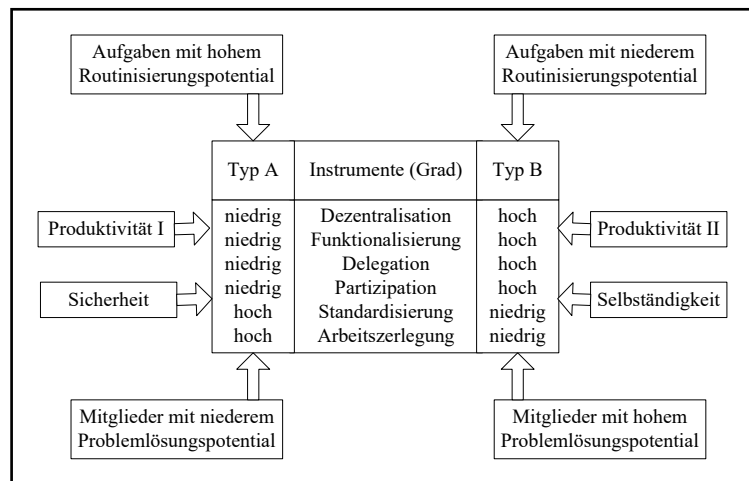 Aufgaben mit hohem
Routinisierungspotential
Aufgaben mit niederem
Routinisierungspotential
Typ A Instrumente (Grad) Typ B
niedrig Dezentralisation hoch
niedrig Funktionalisierung hoch
niedrig Delegation hoch
niedrig Partizipation hoch
hoch Standardisierung niedrig
hoch Arbeitszerlegung niedrig
Produktivität I
Sicherheit
Produktivität II
Selbständigkeit
Mitglieder mit niederem
Problemlösungspotential
Mitglieder mit hohem
Problemlösungspotential